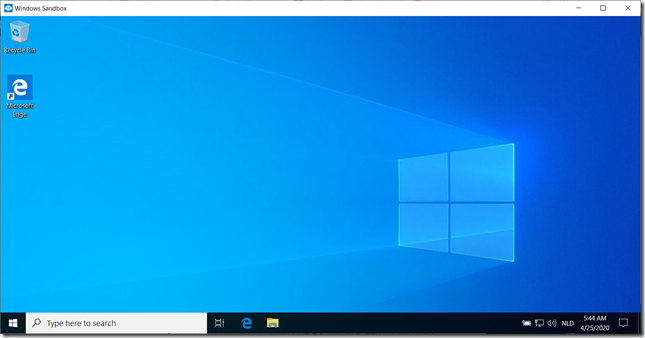 Windows Sandbox
Recycle Bin
Microsoft
Edge
Type here to search
NLD
5:44 AM
4/25/2020